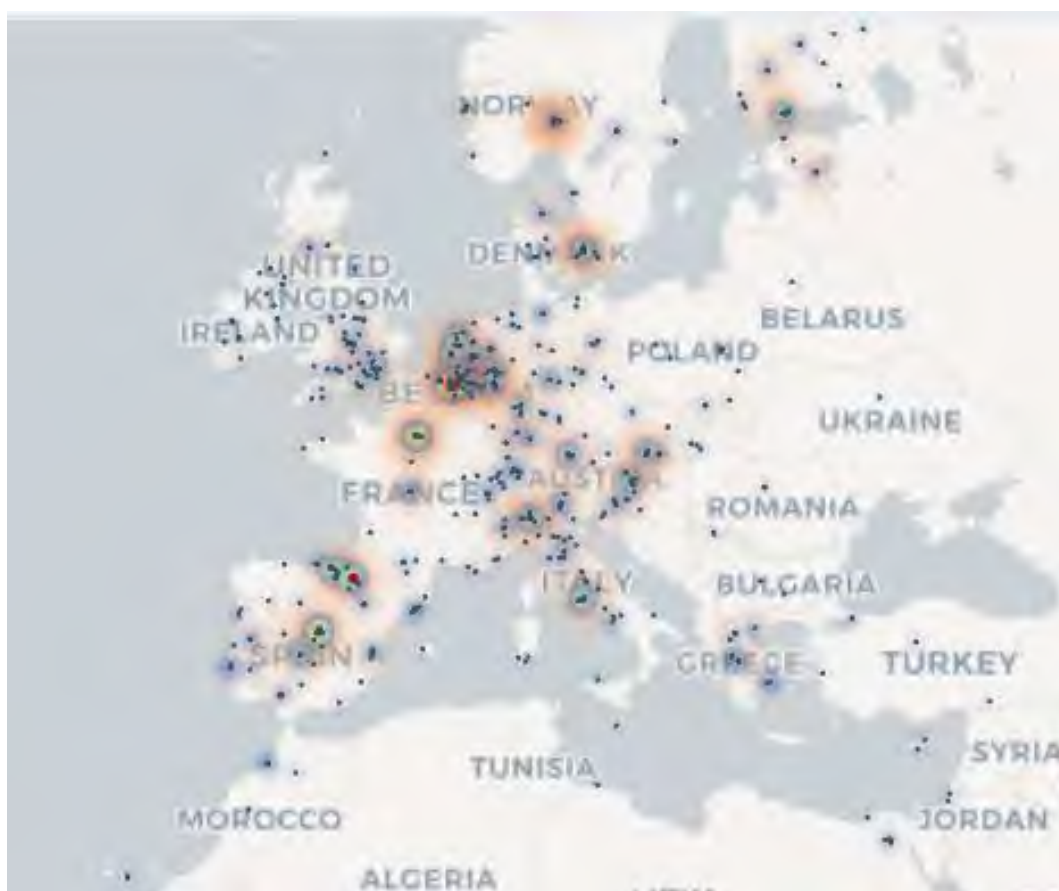 NORWAY
DENMARK
UNITED
KINGDOM
IRELAND
BELARUS
POLAND
BE
UKRAINE
AUSTRIA
FRANCE
ROMANIA
ITALY
BULGARIA
SPAIN
GREECE
TURKEY
SYRIA
TUNISIA
MOROCCO
JORDAN
ALGERIA